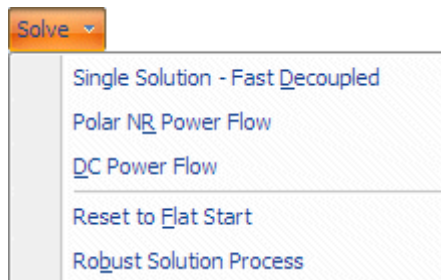 Solve
Single Solution - Fast Decoupled
Polar NR Power Flow
DC Power Flow
Reset to Flat Start
Robust Solution Process